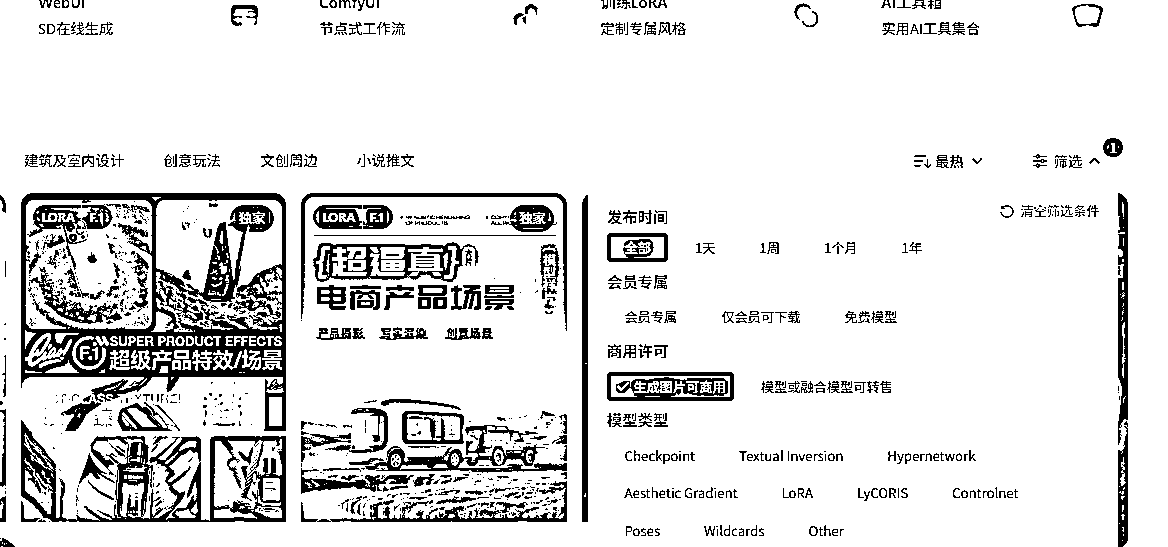 WebUI
ComfyUI
训练LoRA
AI工具箱
SD在线生成
节点式工作流
定制专属风格
实用AI工具集合
建筑及室内设计
创意玩法
文创周边
小说推文
最热
筛选
1
LORA F.1
独家
SUPER PRODUCT EFFECTS
F.1
超级产品特效/场景
LORA F.1
独家
{超逼真}
电商产品场景
产品摄影 写实渲染 创意场景
发布时间
清空筛选条件
全部
1天
1周
1个月
1年
会员专属
会员专属
仅会员可下载
免费模型
商用许可
生成图片可商用
模型或融合模型可转售
模型类型
Checkpoint
Textual Inversion
Hypernetwork
Aesthetic Gradient
LoRA
LyCORIS
Controlnet
Poses
Wildcards
Other